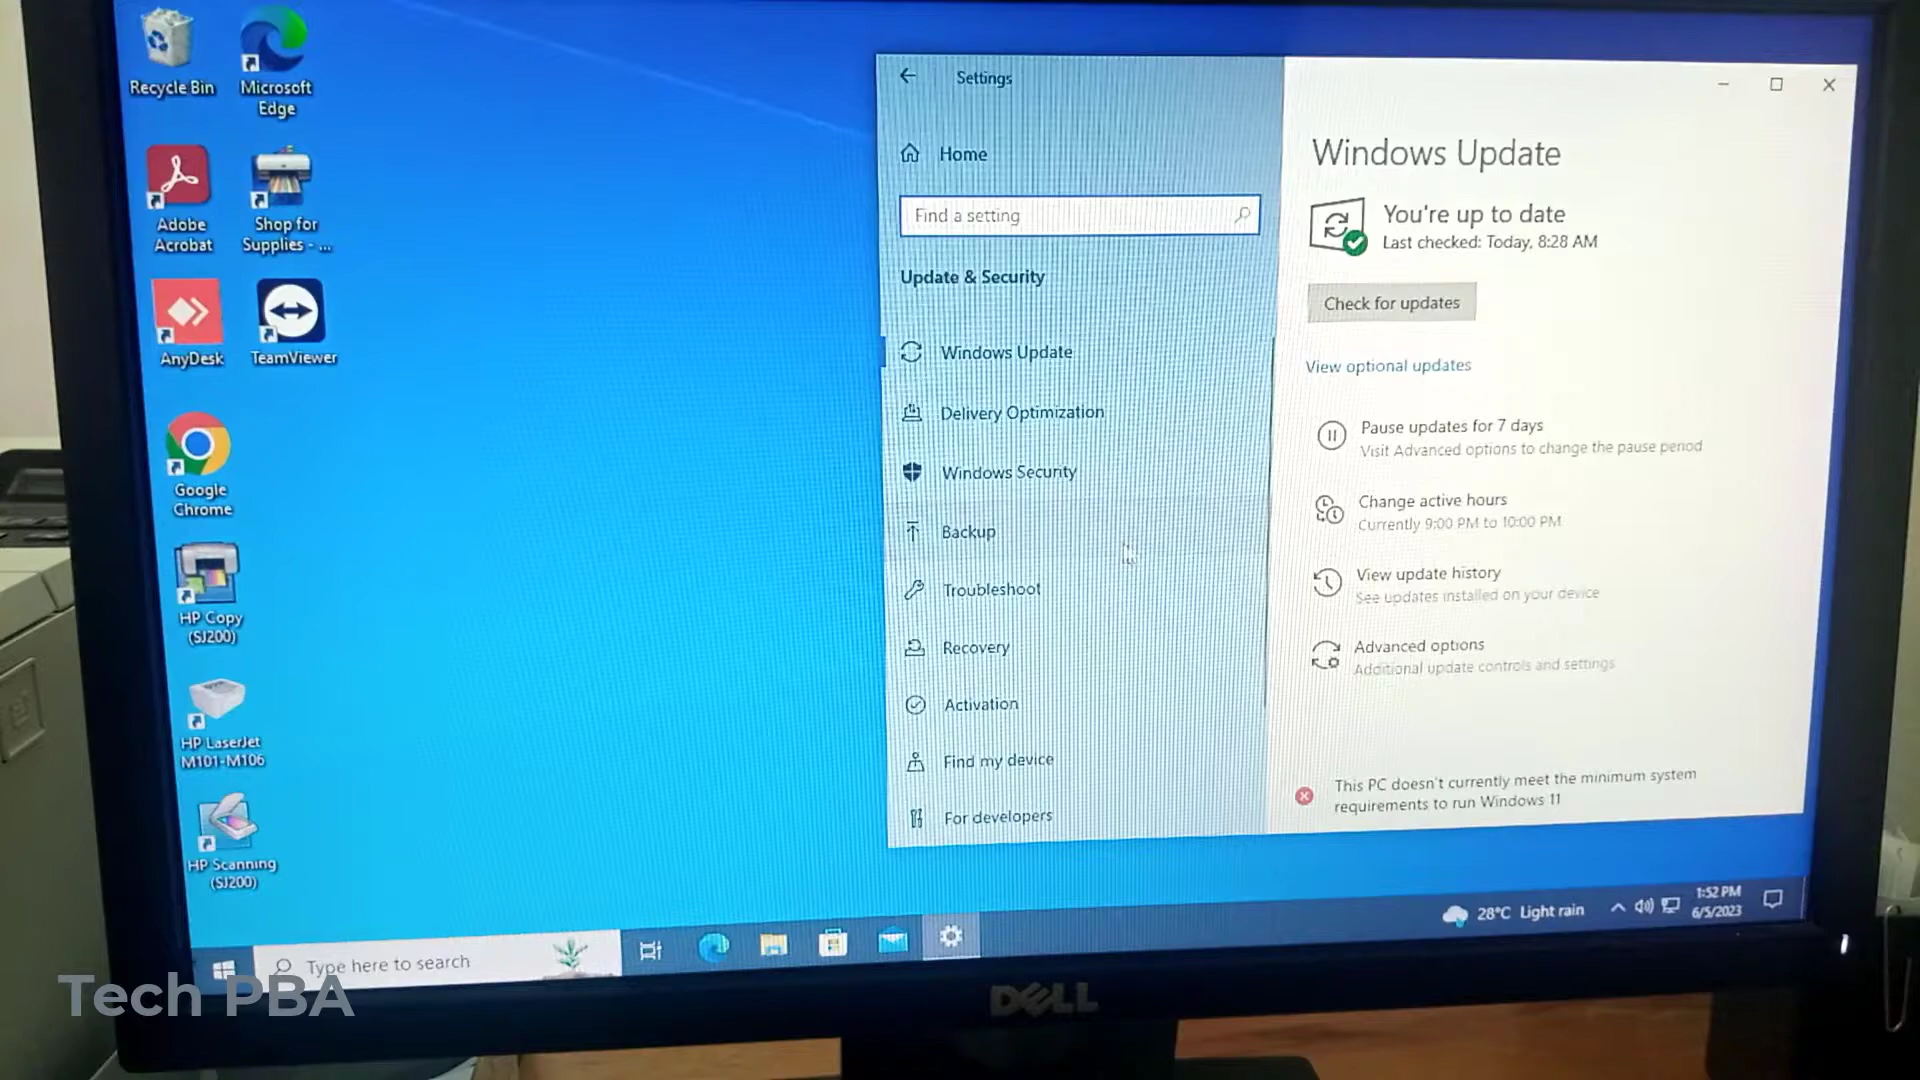 Recycle Bin
Microsoft
Edge
Adobe
Acrobat
Shop for
Supplies - ...
AnyDesk
TeamViewer
Google
Chrome
HP Copy
(SJ200)
HP LaserJet
M101-M106
HP Scanning
(SJ200)
Settings
Home
Find a setting
Update & Security
Windows Update
Delivery Optimization
Windows Security
Backup
Troubleshoot
Recovery
Activation
Find my device
For developers
Windows Update
You're up to date
Last checked: Today, 8:28 AM
Check for updates
View optional updates
Pause updates for 7 days
Visit Advanced options to change the pause period
Change active hours
Currently 9:00 PM to 10:00 PM
View update history
See updates installed on your device
Advanced options
Additional update controls and settings
This PC doesn't currently meet the minimum system
requirements to run Windows 11
Type here to search
28°C Light rain
1:52 PM
6/5/2023
DELL
Tech PBA